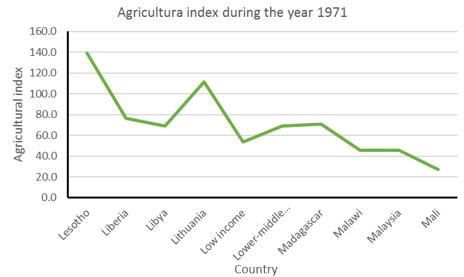 Agricultura index during the year 1971
160.0
140.0
120.0
100.0
80.0
60.0
40.0
20.0
0.0
Agricultural index
Lesotho
Liberia
Libya
Lithuania
Low income
Lower-middle...
Madagascar
Malawi
Malaysia
Mali
Country